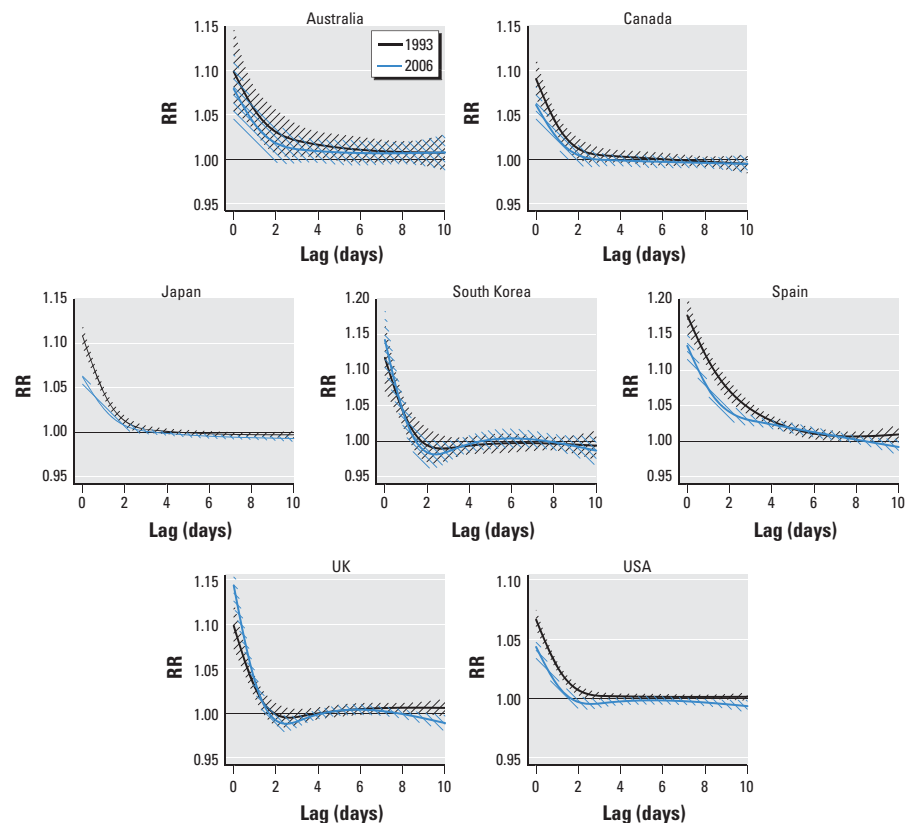 Australia
Canada
1.15
1.10
1.05
1.00
0.95
RR
1993
2006
0 2 4 6 8 10
Lag (days)
1.15
1.10
1.05
1.00
0.95
RR
0 2 4 6 8 10
Lag (days)
Japan
South Korea
Spain
1.15
1.10
1.05
1.00
0.95
RR
0 2 4 6 8 10
Lag (days)
1.20
1.15
1.10
1.05
1.00
0.95
RR
0 2 4 6 8 10
Lag (days)
1.20
1.15
1.10
1.05
1.00
0.95
RR
0 2 4 6 8 10
Lag (days)
UK
USA
1.15
1.10
1.05
1.00
0.95
RR
0 2 4 6 8 10
Lag (days)
1.10
1.05
1.00
0.95
RR
0 2 4 6 8 10
Lag (days)